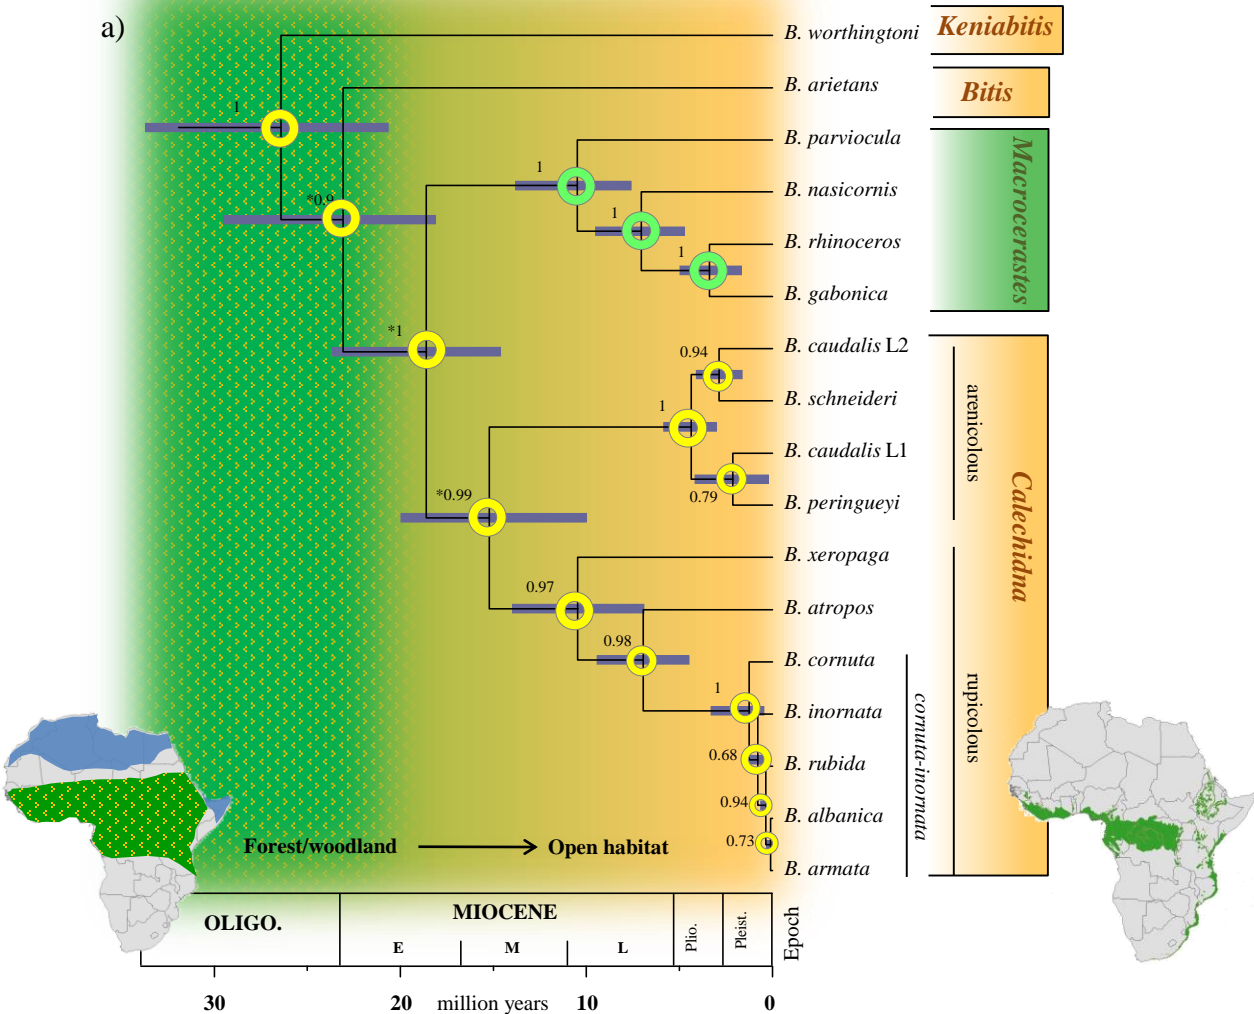 a)
B. worthingtoni
Keniabitis
B. arietans
Bitis
1
B. parviocula
Macrocerastes
1
B. nasicornis
*0.9
1
B. rhinoceros
1
B. gabonica
*1
B. caudalis L2
0.94
B. schneideri
arenicolous
1
B. caudalis L1
Calechidna
*0.99
0.79
B. peringueyi
B. xeropaga
0.97
B. atropos
0.98
B. cornuta
rupicolous
1
B. inornata
cornuta-inornata
0.68
B. rubida
0.94
B. albanica
0.73
Forest/woodland
Open habitat
B. armata
OLIGO.
MIOCENE
Plio.
Pleist.
Epoch
E
M
L
30
20
million years
10
0